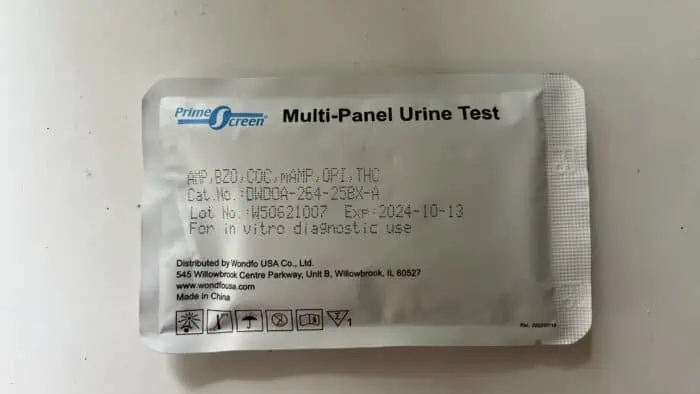 Prime Screen® Multi-Panel Urine Test
AMP,BZO,COC,mAMP,OPI,THC
Cat.No.:DWDOA-264-25BX-A
Lot No.:W50621007 Exp:2024-10-13
For in vitro diagnostic use
Distributed by Wondfo USA Co., Ltd.
545 Willowbrook Centre Parkway, Unit B, Willowbrook, IL 60527
www.wondfousa.com
Made in China
Σ 1
Rel.